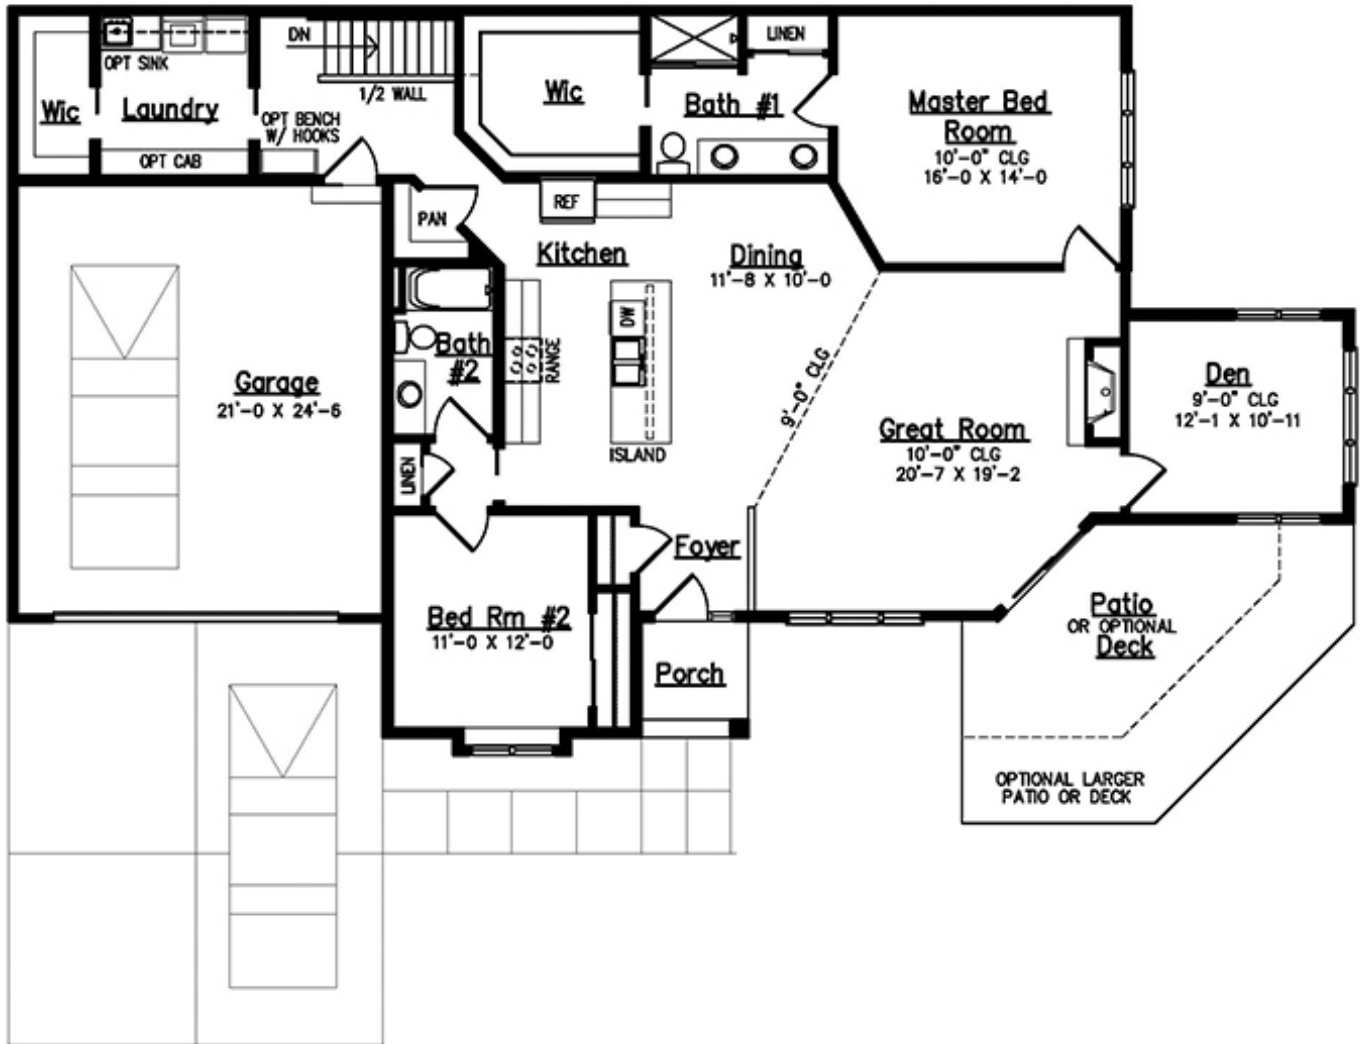 DN
OPT SINK
1/2 WALL
Wic
Laundry
OPT BENCH
W/ HOOKS
OPT CAB
Wic
LINEN
Bath #1
Master Bed
Room
10'-0" CLG
16'-0 X 14'-0
PAN
REF
Kitchen
Dining
11'-8 X 10'-0
DW
RANGE
ISLAND
Bath
#2
Garage
21'-0 X 24'-6
LINEN
9'-0" CLG
Great Room
10'-0" CLG
20'-7 X 19'-2
Den
9'-0" CLG
12'-1 X 10'-11
Foyer
Bed Rm #2
11'-0 X 12'-0
Porch
Patio
OR OPTIONAL
Deck
OPTIONAL LARGER
PATIO OR DECK